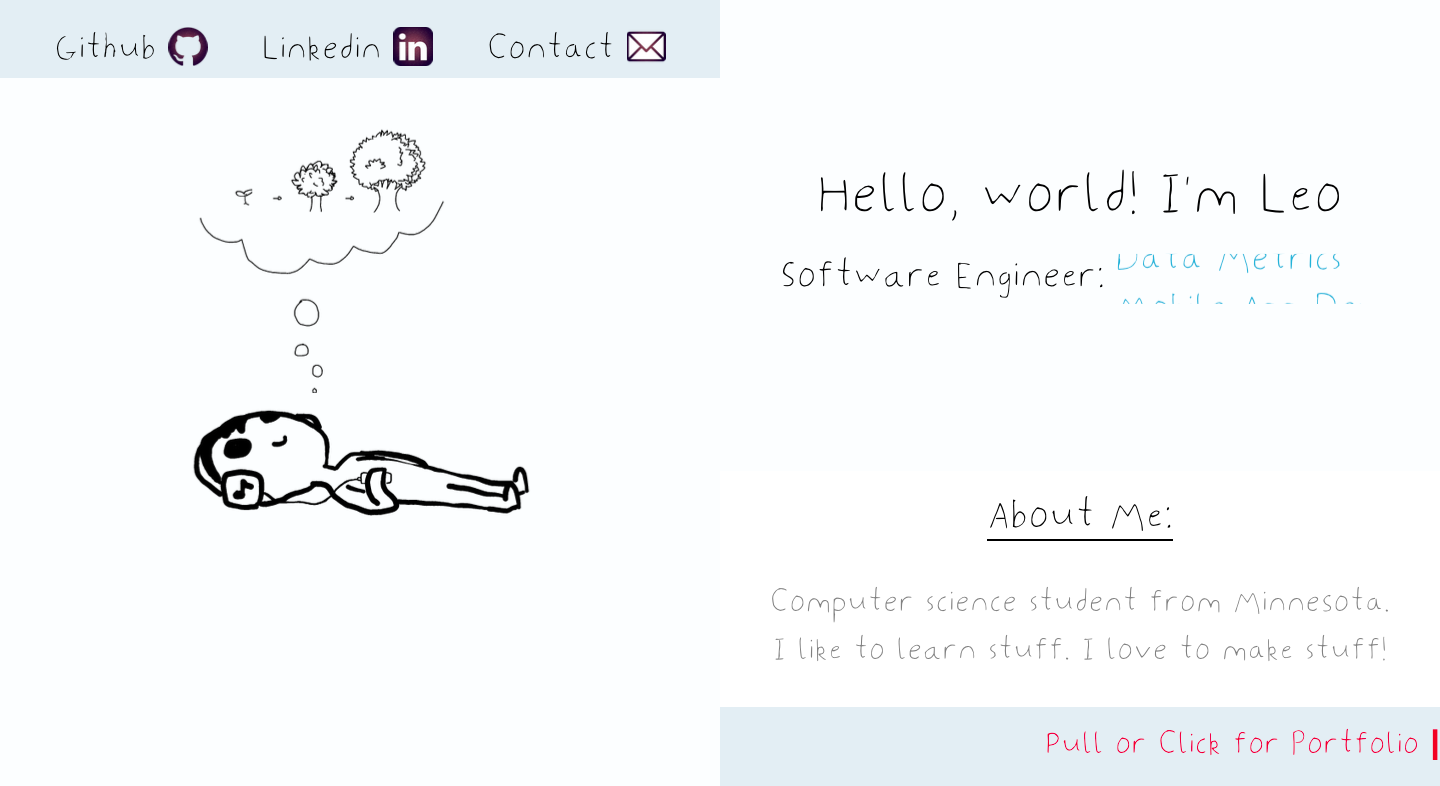 Github
Linkedin in
Contact
Hello, world! I'm Leo
Software Engineer: Data Metrics
About Me:
Computer science student from Minnesota.
I like to learn stuff. I love to make stuff!
Pull or Click for Portfolio